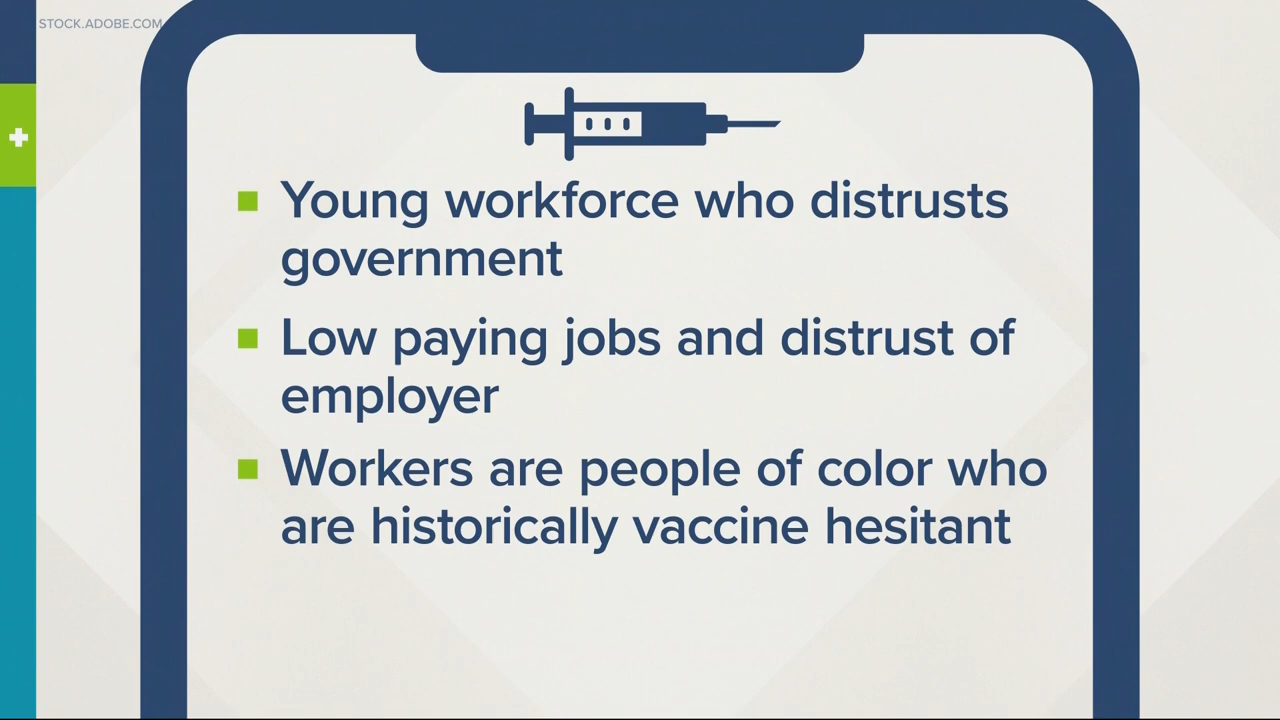 STOCK.ADOBE.COM
Young workforce who distrusts
government
Low paying jobs and distrust of
employer
Workers are people of color who
are historically vaccine hesitant